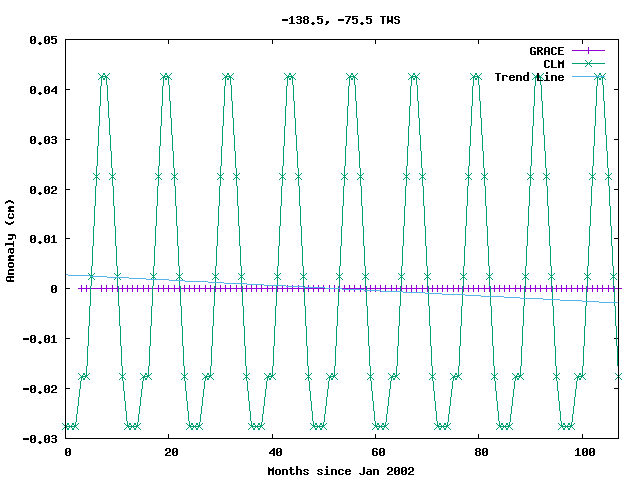 -138.5, -75.5 TWS
0.05
0.04
0.03
0.02
0.01
0
-0.01
-0.02
-0.03
Anomaly (cm)
GRACE
CLM
Trend Line
0 20 40 60 80 100
Months since Jan 2002